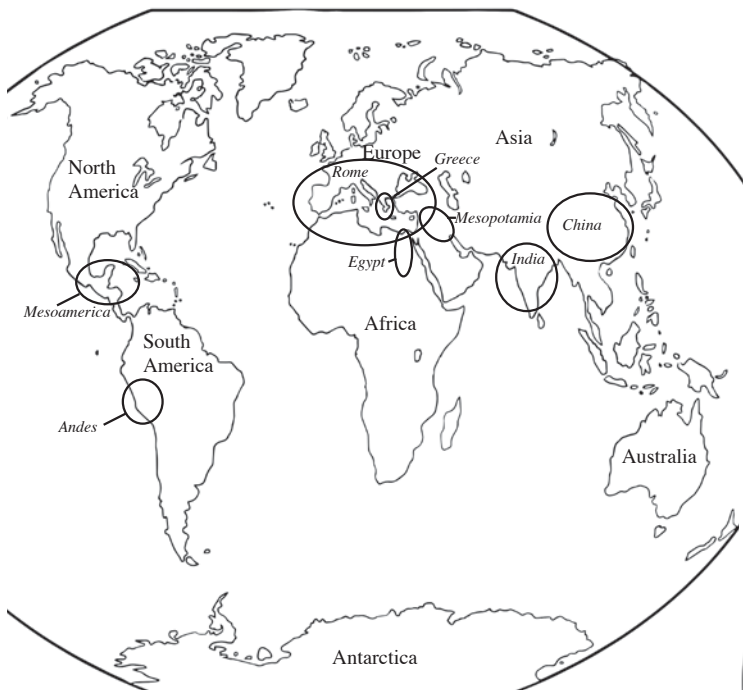 Asia
Europe
Greece
North
America
Rome
Mesopotamia
China
Egypt
India
Mesoamerica
Africa
South
America
Andes
Australia
Antarctica